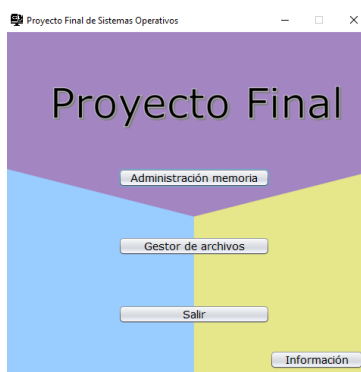 Proyecto Final de Sistemas Operativos
Proyecto Final
Administración memoria
Gestor de archivos
Salir
Información